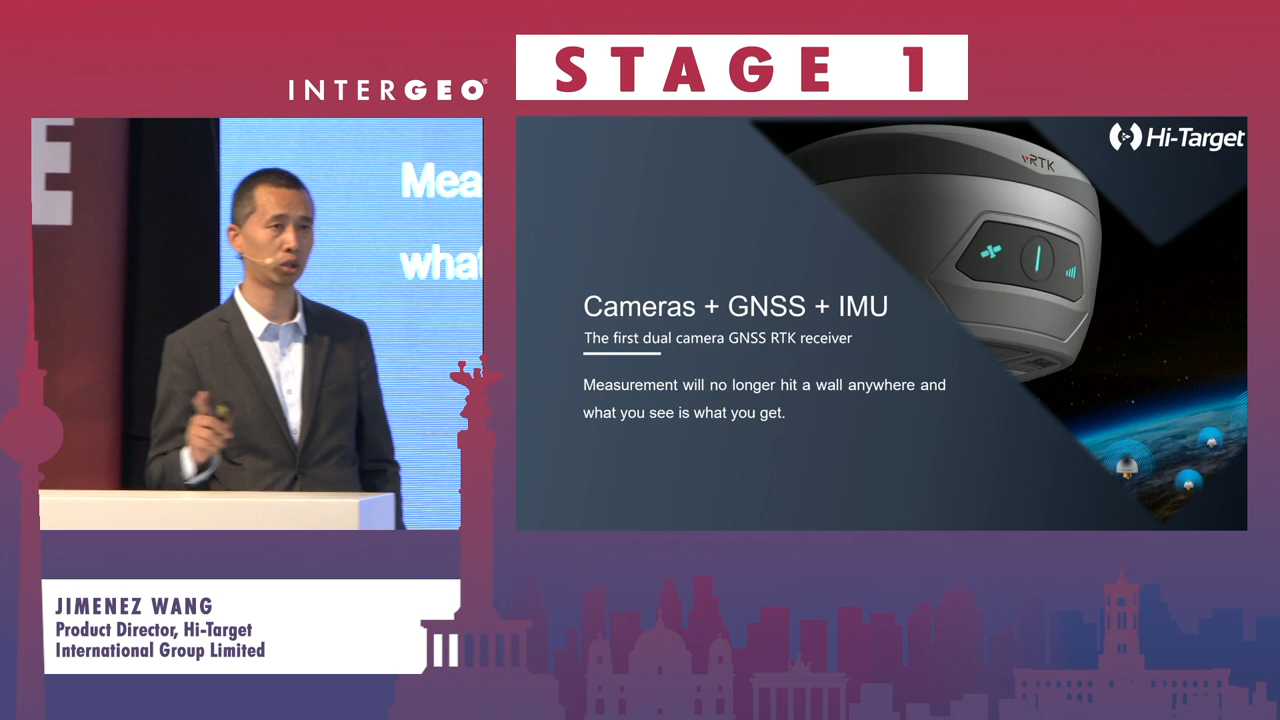 STAGE 1
INTERGEO®
E
Mea
what
vRTK
Hi-Target
Cameras + GNSS + IMU
The first dual camera GNSS RTK receiver
Measurement will no longer hit a wall anywhere and
what you see is what you get.
JIMENEZ WANG
Product Director, Hi-Target
International Group Limited